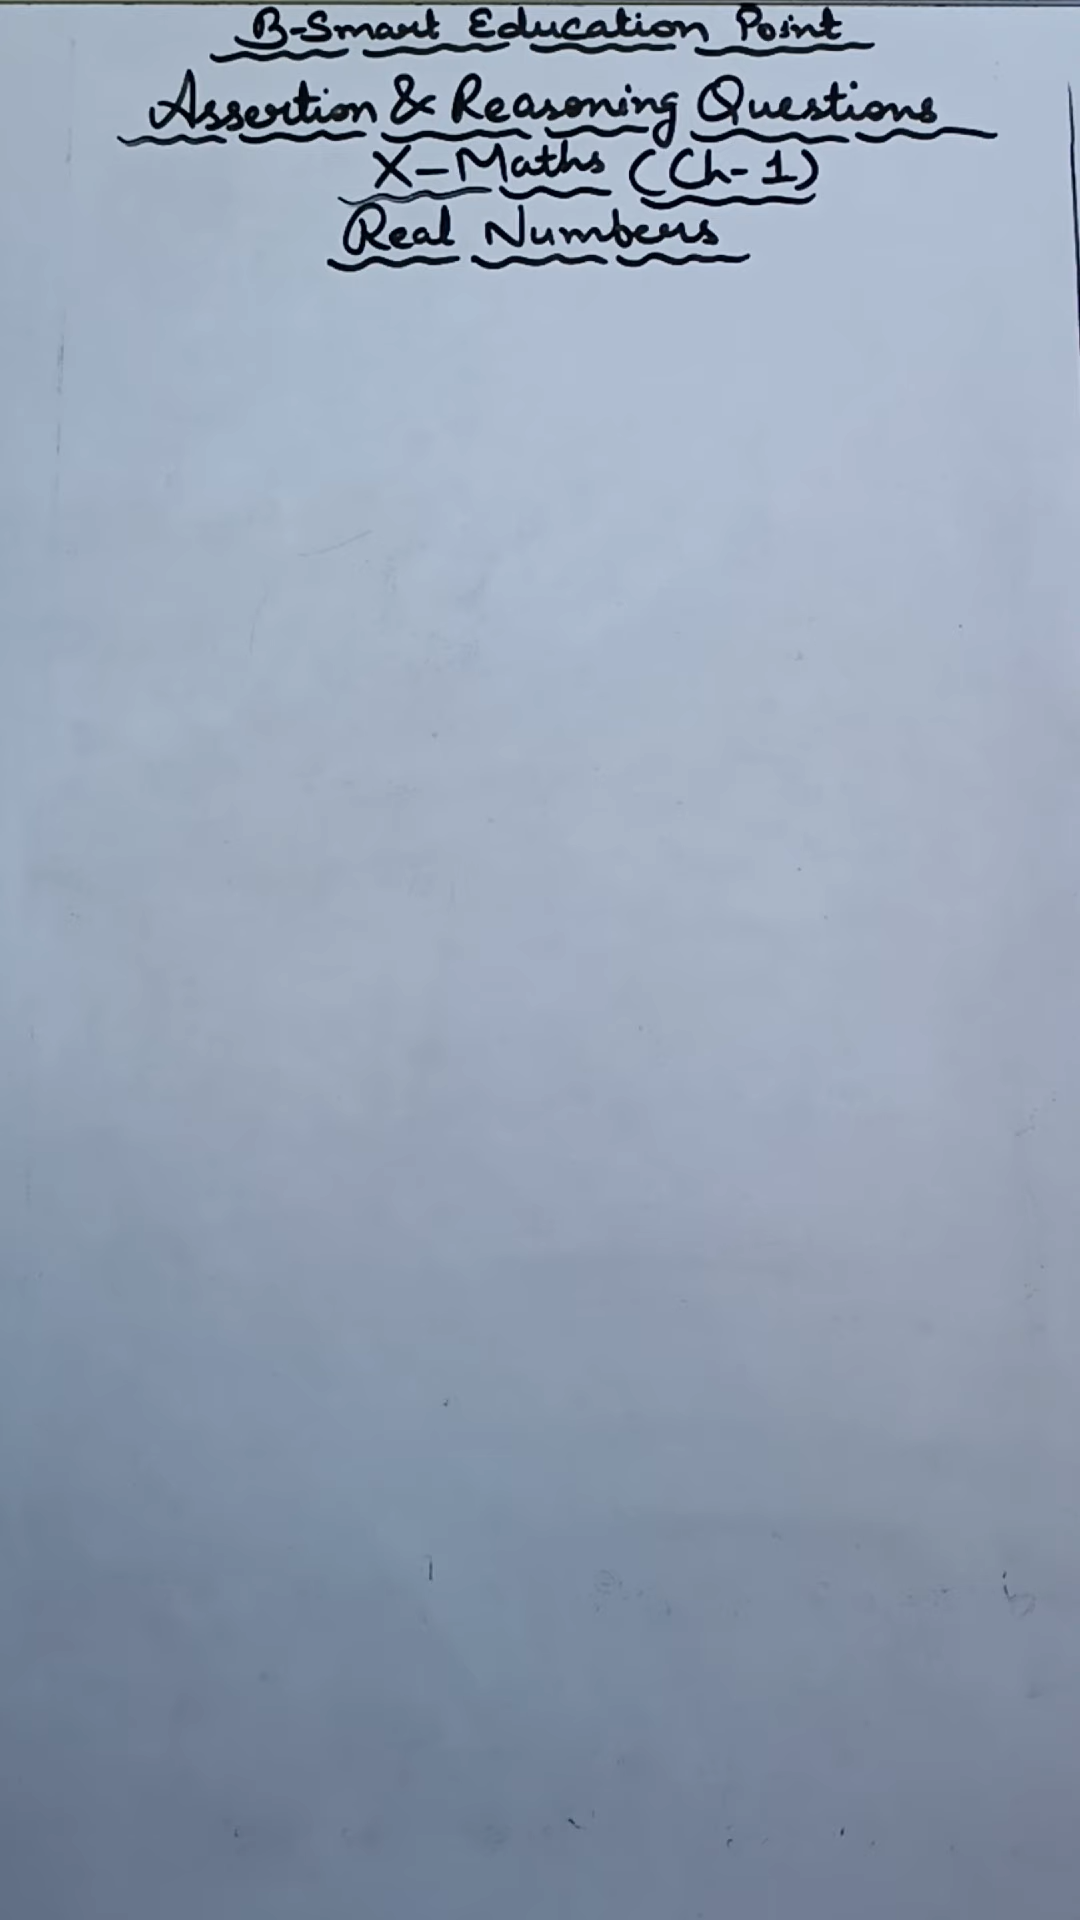 B-Smart Education Point
Assertion & Reasoning Questions
X-Maths (Ch-1)
Real Numbers